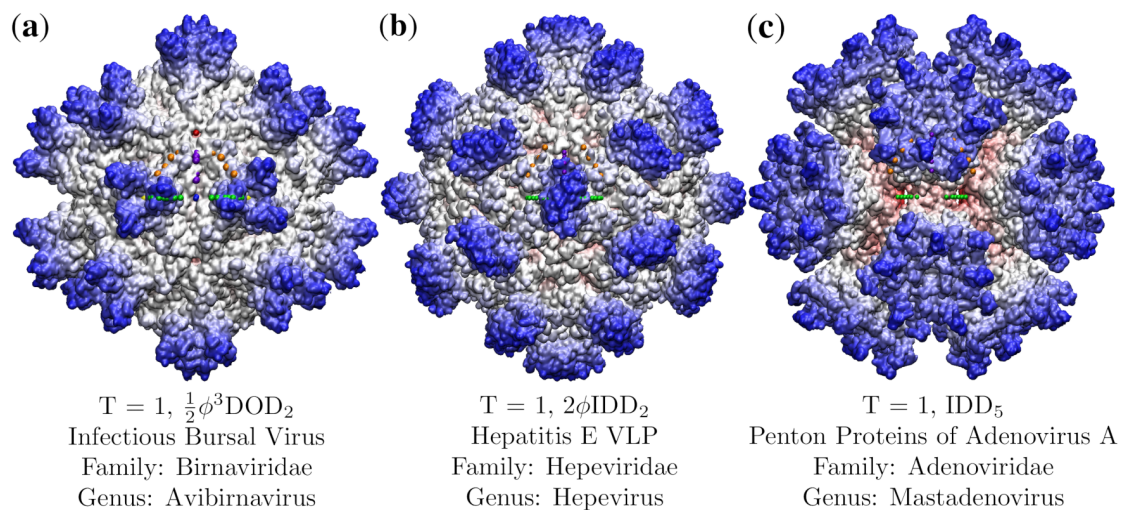 (a)
(b)
(c)
T = 1, ½ϕ³DOD₂
Infectious Bursal Virus
Family: Birnaviridae
Genus: Avibirnavirus
T = 1, 2ϕIDD₂
Hepatitis E VLP
Family: Hepeviridae
Genus: Hepevirus
T = 1, IDD₅
Penton Proteins of Adenovirus A
Family: Adenoviridae
Genus: Mastadenovirus